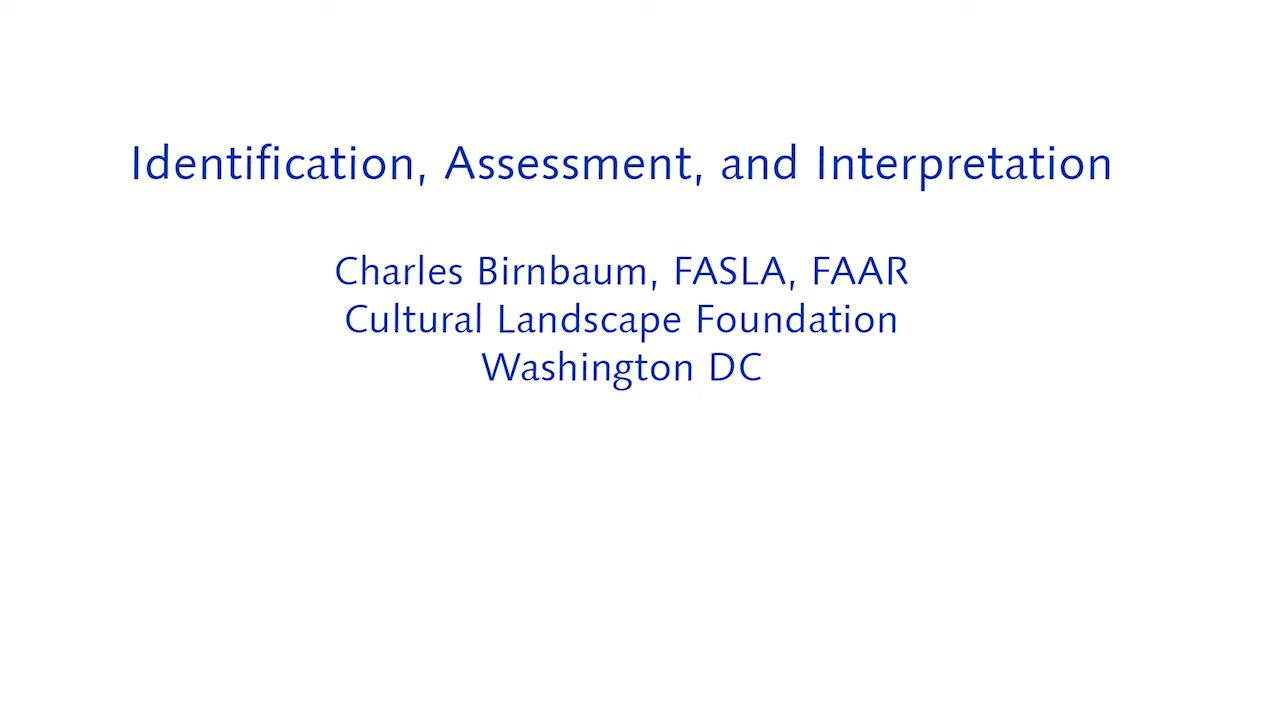 Identification, Assessment, and Interpretation
Charles Birnbaum, FASLA, FAAR
Cultural Landscape Foundation
Washington DC